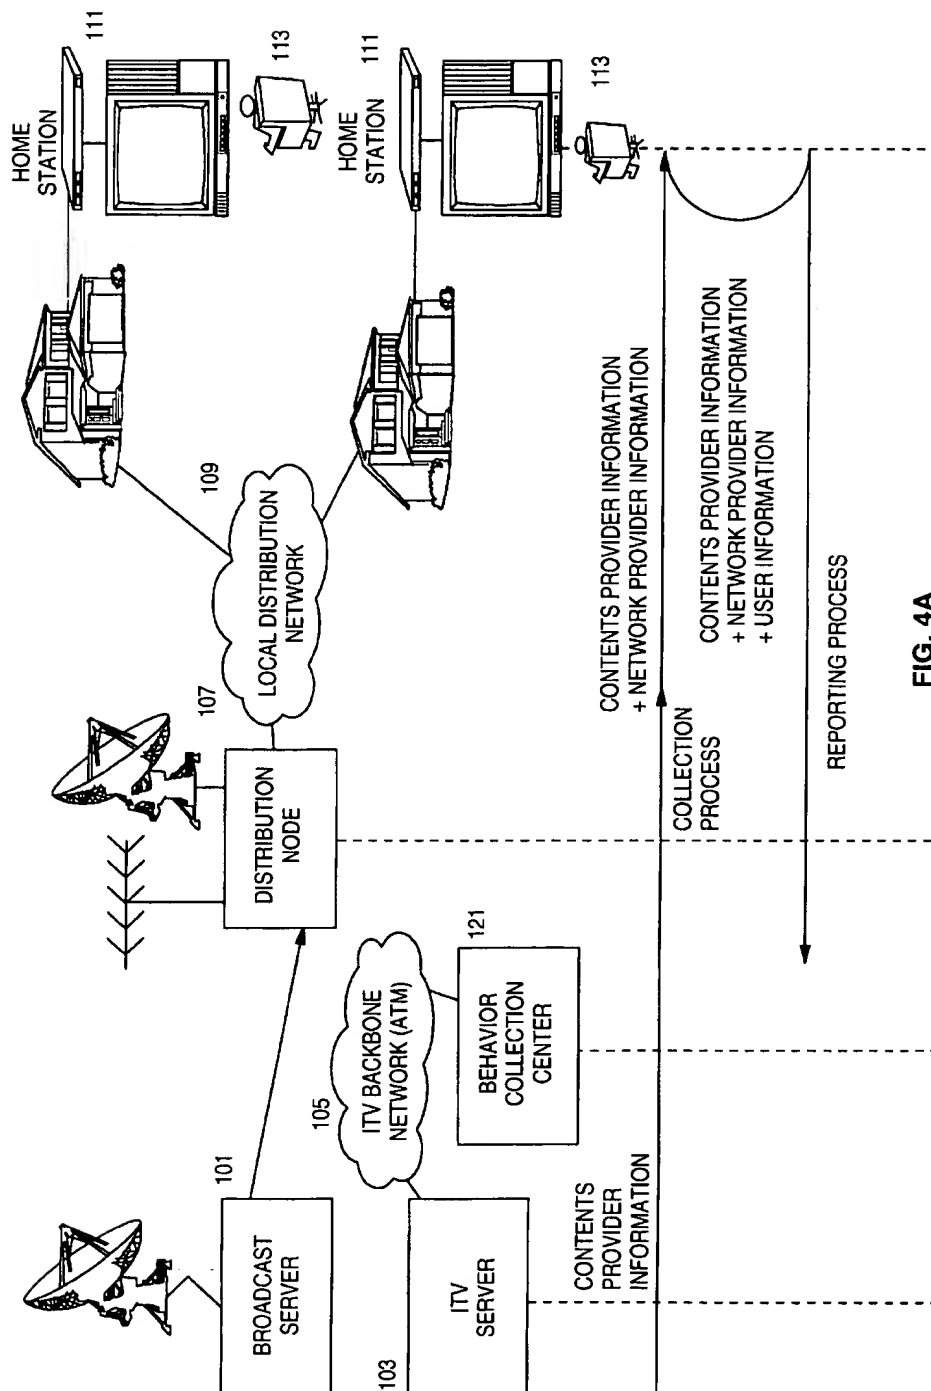 HOME
STATION
111
113
HOME
STATION
111
113
109
LOCAL DISTRIBUTION
NETWORK
107
DISTRIBUTION
NODE
101
BROADCAST
SERVER
105
ITV BACKBONE
NETWORK (ATM)
121
BEHAVIOR
COLLECTION
CENTER
103
ITV
SERVER
CONTENTS
PROVIDER
INFORMATION
COLLECTION
PROCESS
CONTENTS PROVIDER INFORMATION
+ NETWORK PROVIDER INFORMATION
CONTENTS PROVIDER INFORMATION
+ NETWORK PROVIDER INFORMATION
+ USER INFORMATION
REPORTING PROCESS
FIG. 4A